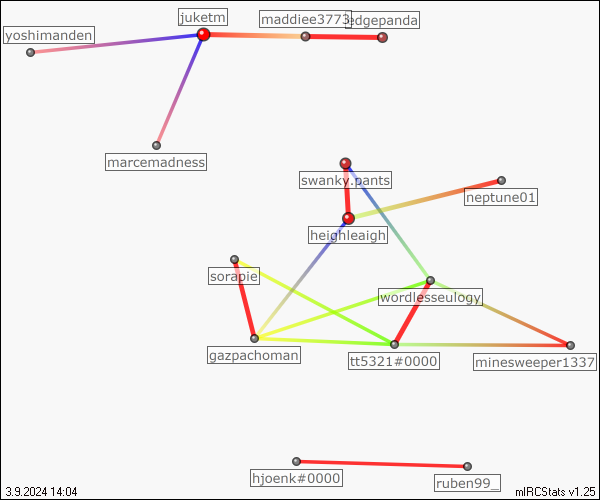 juketm
maddiee3773
edgepanda
yoshimanden
marcemadness
swanky.pants
neptune01
heighleaigh
sorapie
wordlesseulogy
gazpachoman
tt5321#0000
minesweeper1337
hjoenk#0000
ruben99_
3.9.2024 14:04
mIRCStats v1.25